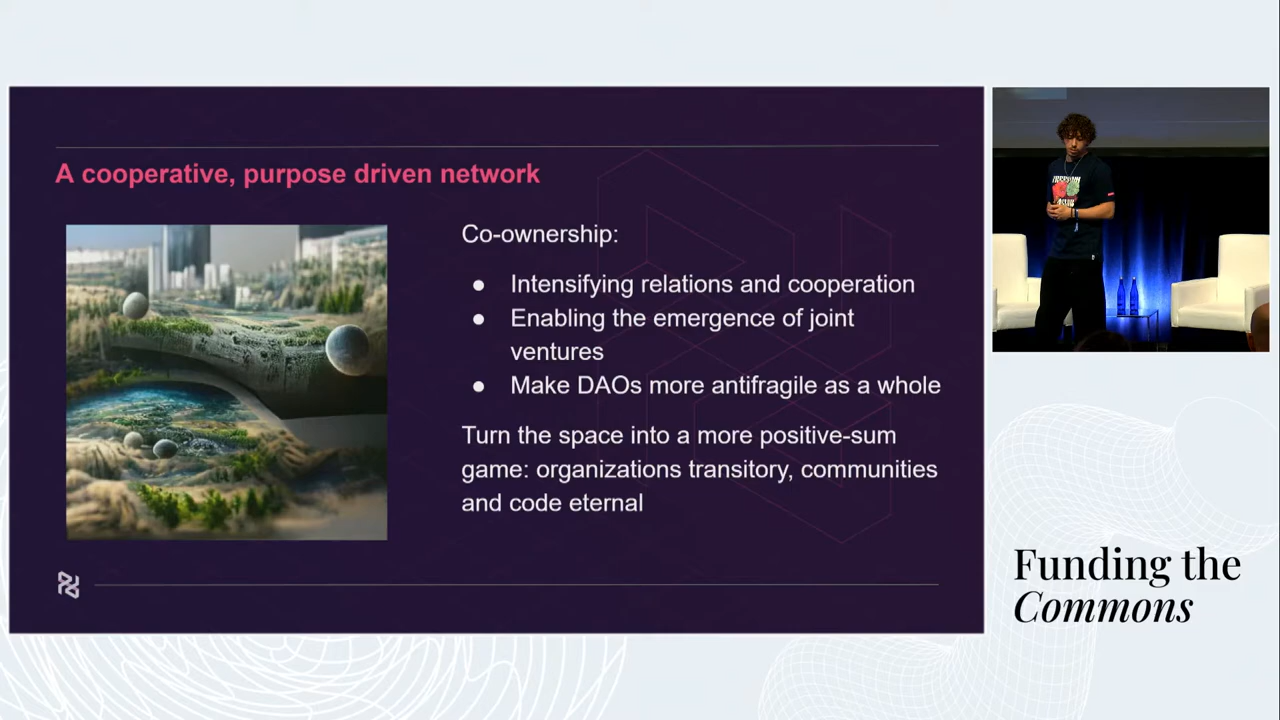 A cooperative, purpose driven network
Co-ownership:
● Intensifying relations and cooperation
● Enabling the emergence of joint
ventures
● Make DAOs more antifragile as a whole
Turn the space into a more positive-sum
game: organizations transitory, communities
and code eternal
Funding the
Commons